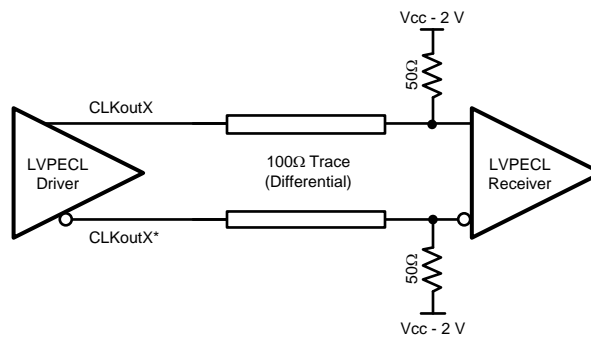 Vcc - 2 V
50Ω
CLKoutX
LVPECL
Driver
100Ω Trace
(Differential)
LVPECL
Receiver
CLKoutX*
50Ω
Vcc - 2 V